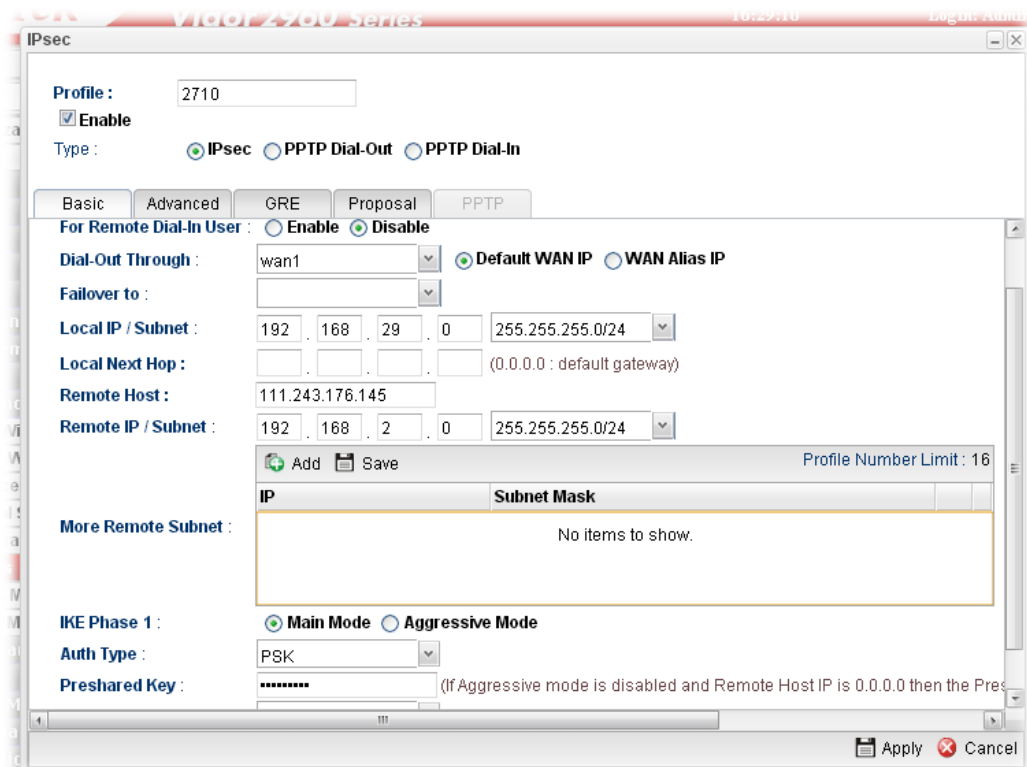 Vigor 2960 Series
IPsec
Profile : 2710
Enable
Type : IPsec PPTP Dial-Out PPTP Dial-In
Basic Advanced GRE Proposal PPTP
For Remote Dial-In User : Enable Disable
Dial-Out Through : wan1 Default WAN IP WAN Alias IP
Failover to :
Local IP / Subnet : 192 . 168 . 29 . 0 255.255.255.0/24
Local Next Hop : . . . (0.0.0.0 : default gateway)
Remote Host : 111.243.176.145
Remote IP / Subnet : 192 . 168 . 2 . 0 255.255.255.0/24
Add Save Profile Number Limit : 16
IP Subnet Mask
More Remote Subnet : No items to show.
IKE Phase 1 : Main Mode Aggressive Mode
Auth Type : PSK
Preshared Key : ••••••••• (If Aggressive mode is disabled and Remote Host IP is 0.0.0.0 then the Pres
Apply Cancel